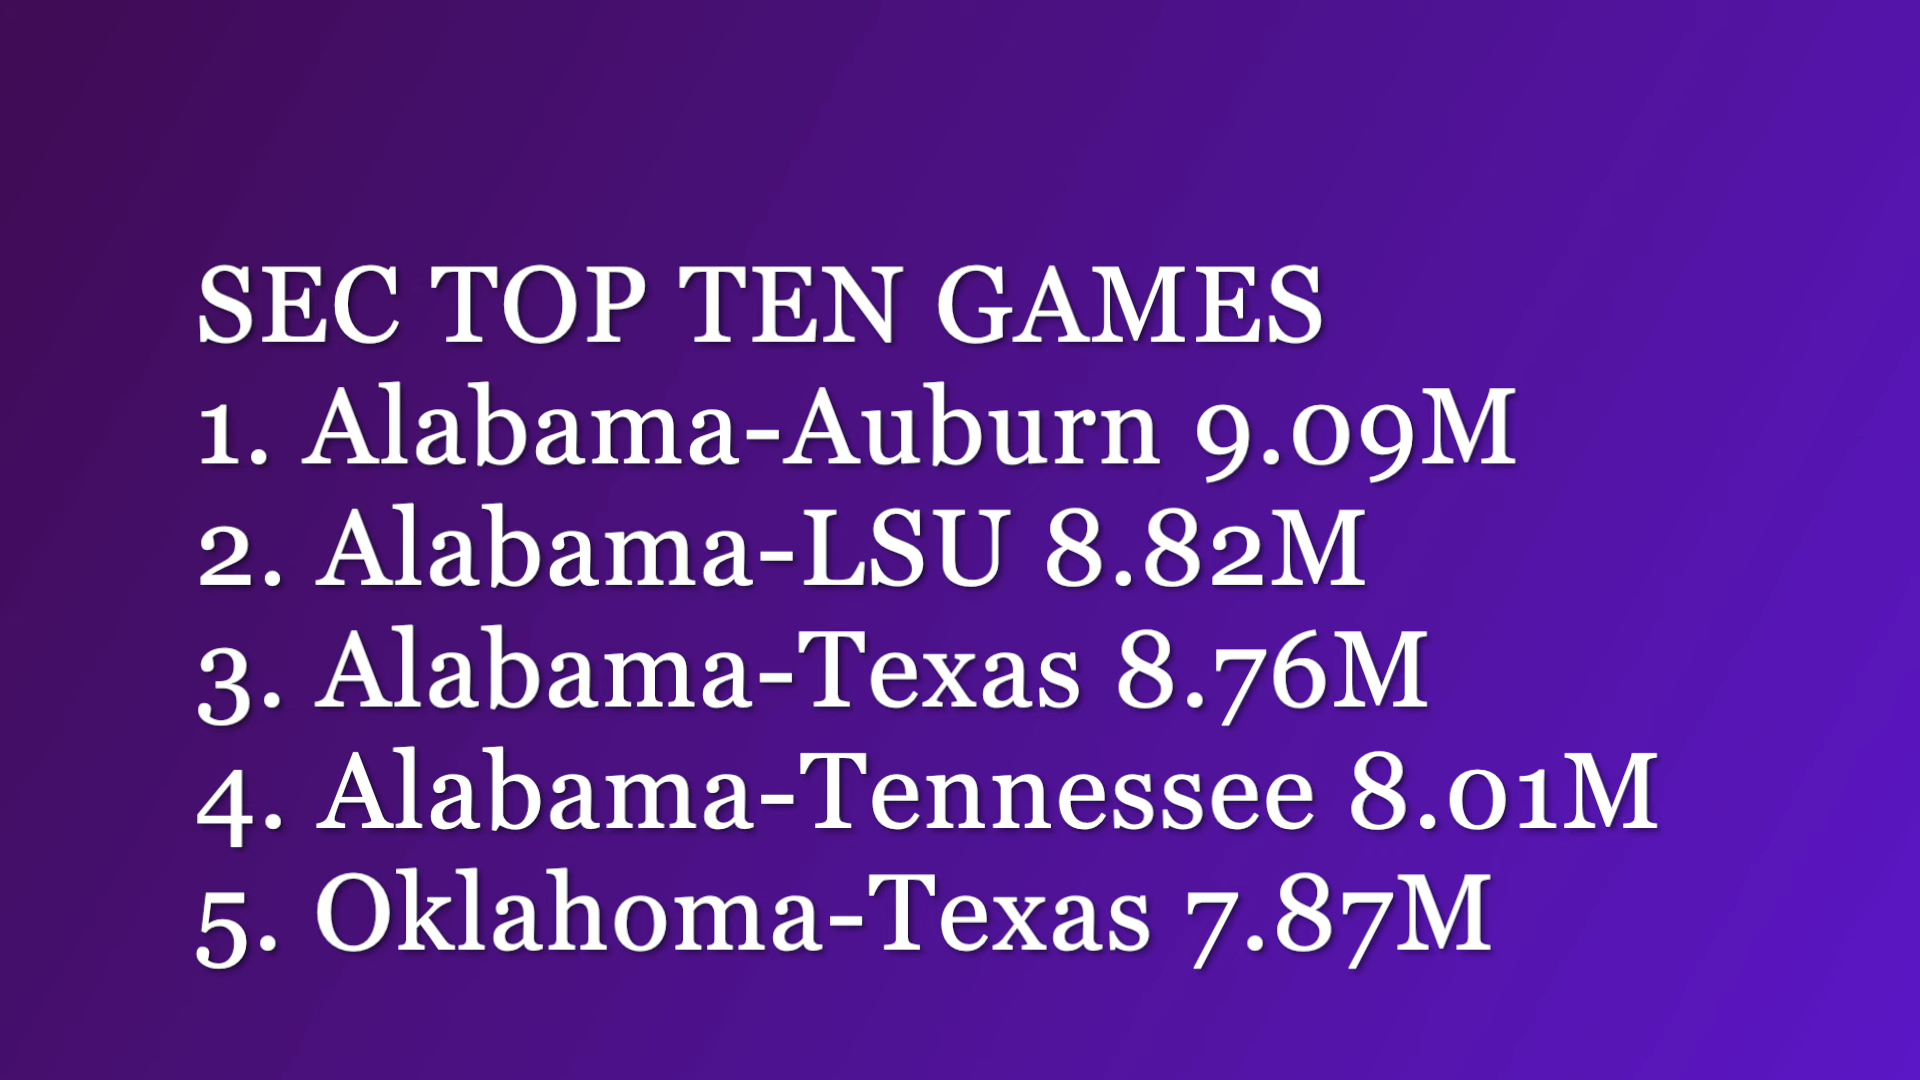 SEC TOP TEN GAMES
1. Alabama-Auburn 9.09M
2. Alabama-LSU 8.82M
3. Alabama-Texas 8.76M
4. Alabama-Tennessee 8.01M
5. Oklahoma-Texas 7.87M